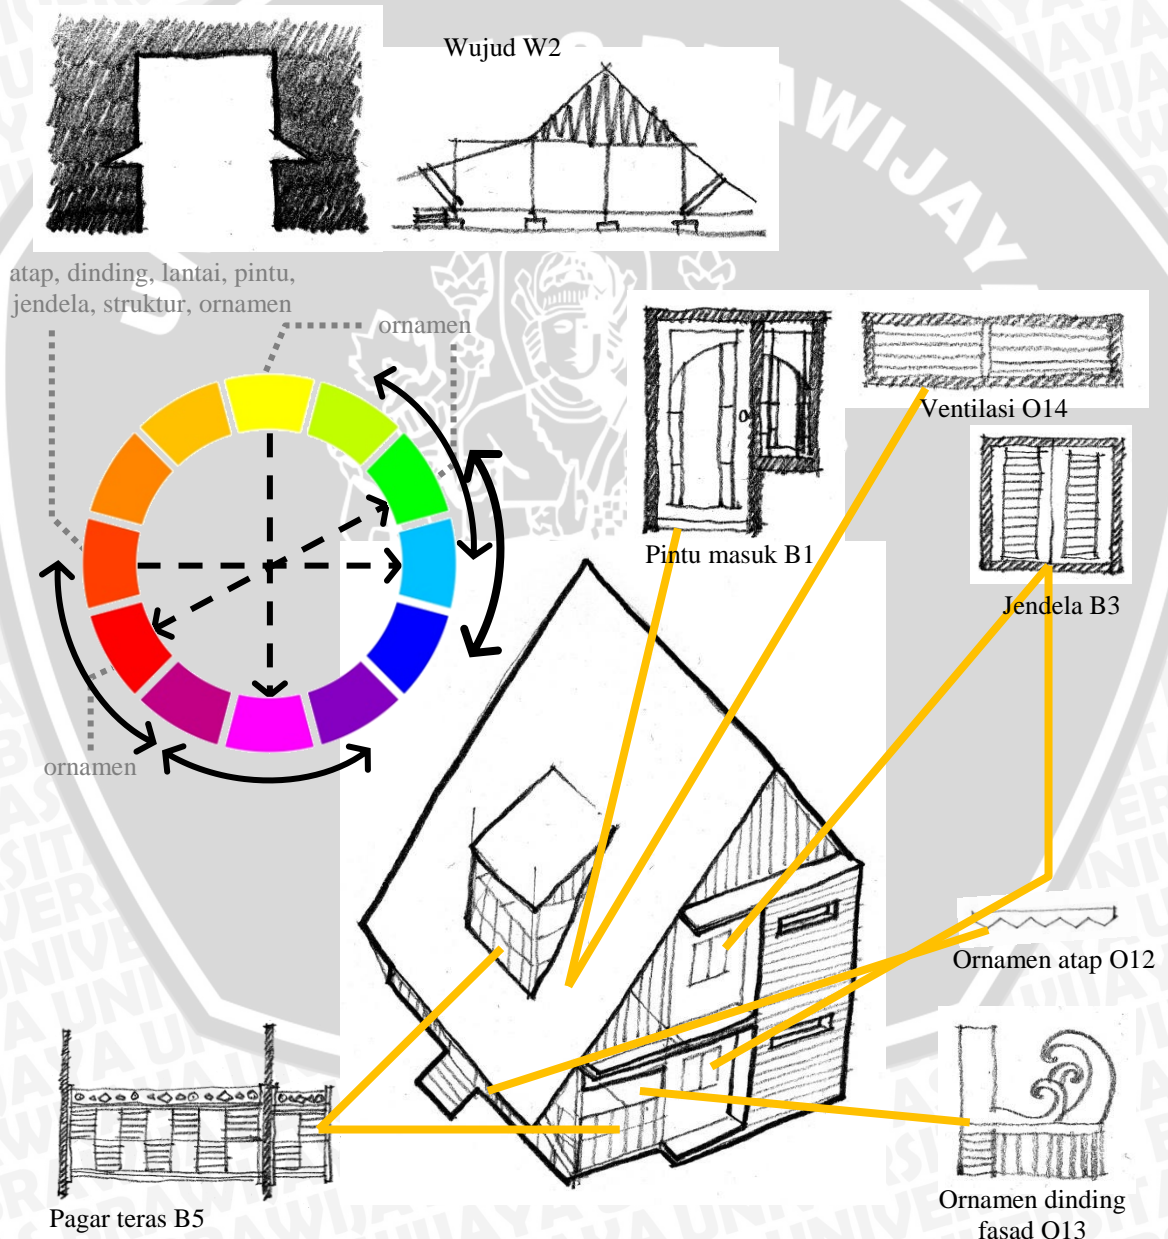 Wujud W2
atap, dinding, lantai, pintu,
jendela, struktur, ornamen
ornamen
Ventilasi O14
Pintu masuk B1
Jendela B3
ornamen
Ornamen atap O12
Pagar teras B5
Ornamen dinding
fasad O13